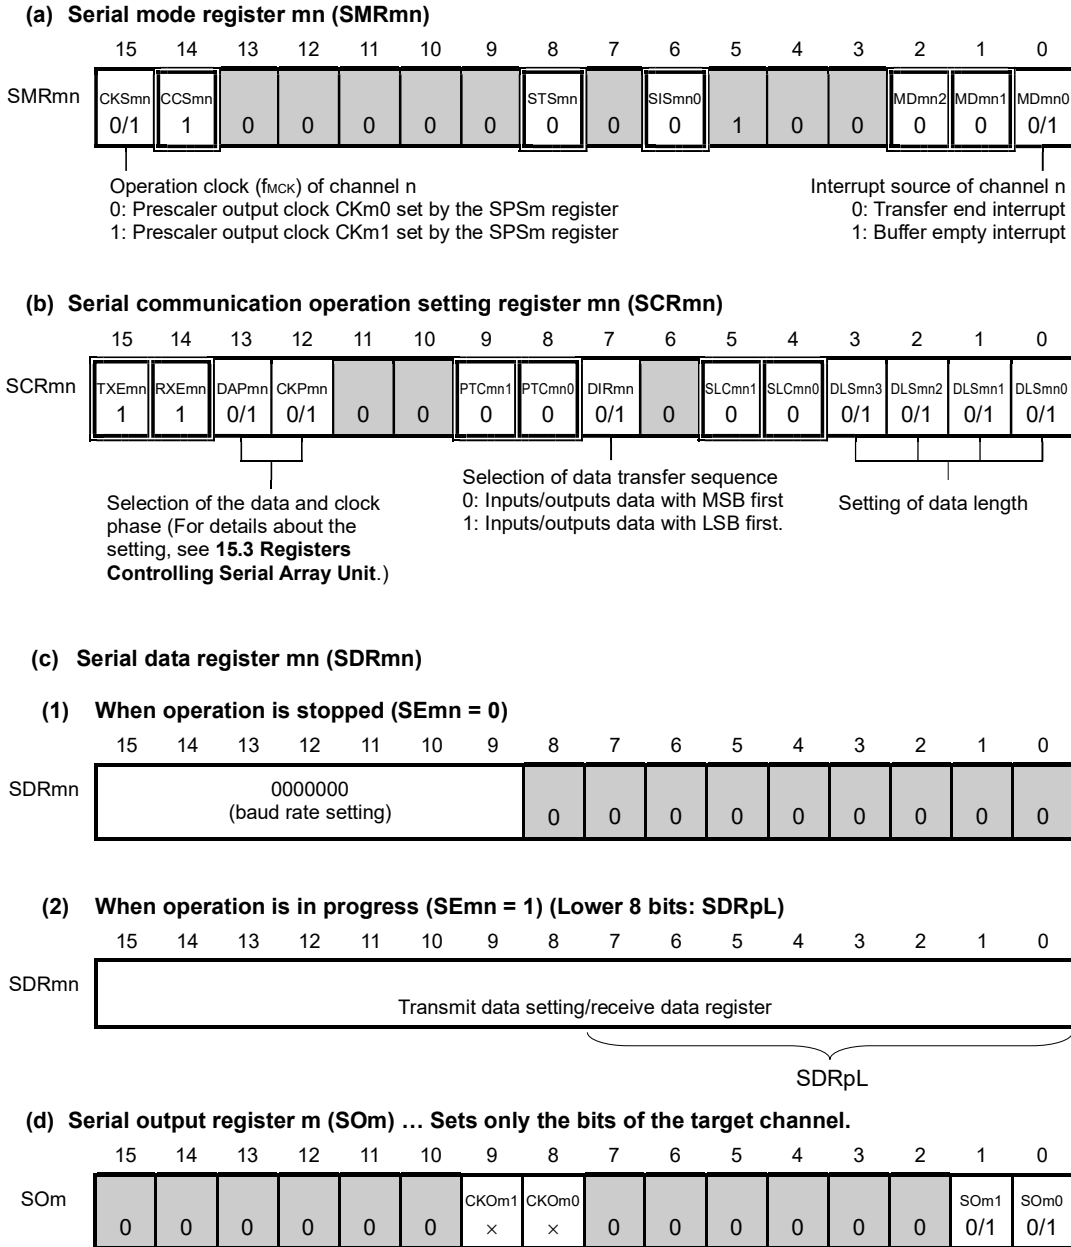 (a) Serial mode register mn (SMRmn)
15 14 13 12 11 10 9 8 7 6 5 4 3 2 1 0
SMRmn CKSmn CCSmn STSmn SISmn0 MDmn2 MDmn1 MDmn0
0/1 1 0 0 0 0 0 0 0 0 1 0 0 0 0 0/1
Operation clock (fMCK) of channel n
0: Prescaler output clock CKm0 set by the SPSm register
1: Prescaler output clock CKm1 set by the SPSm register
Interrupt source of channel n
0: Transfer end interrupt
1: Buffer empty interrupt
(b) Serial communication operation setting register mn (SCRmn)
15 14 13 12 11 10 9 8 7 6 5 4 3 2 1 0
SCRmn TXEmn RXEmn DAPmn CKPmn PTCmn1 PTCmn0 DIRmn SLCmn1 SLCmn0 DLSmn3 DLSmn2 DLSmn1 DLSmn0
1 1 0/1 0/1 0 0 0 0 0/1 0 0 0 0/1 0/1 0/1 0/1
Selection of the data and clock
phase (For details about the
setting, see 15.3 Registers
Controlling Serial Array Unit.)
Selection of data transfer sequence
0: Inputs/outputs data with MSB first
1: Inputs/outputs data with LSB first.
Setting of data length
(c) Serial data register mn (SDRmn)
(1) When operation is stopped (SEmn = 0)
15 14 13 12 11 10 9 8 7 6 5 4 3 2 1 0
SDRmn 0000000
(baud rate setting) 0 0 0 0 0 0 0 0 0
(2) When operation is in progress (SEmn = 1) (Lower 8 bits: SDRpL)
15 14 13 12 11 10 9 8 7 6 5 4 3 2 1 0
SDRmn
Transmit data setting/receive data register
SDRpL
(d) Serial output register m (SOm) … Sets only the bits of the target channel.
15 14 13 12 11 10 9 8 7 6 5 4 3 2 1 0
SOm CKOm1 CKOm0 SOm1 SOm0
0 0 0 0 0 0 × × 0 0 0 0 0 0 0/1 0/1